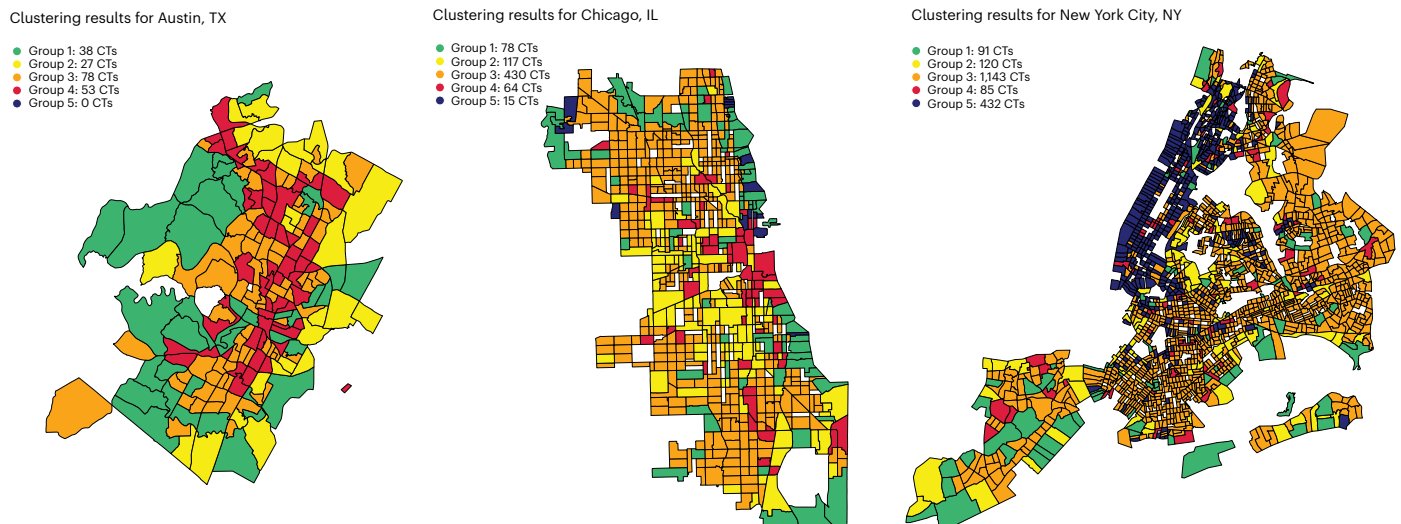 Clustering results for Austin, TX
Group 1: 38 CTs
Group 2: 27 CTs
Group 3: 78 CTs
Group 4: 53 CTs
Group 5: 0 CTs
Clustering results for Chicago, IL
Group 1: 78 CTs
Group 2: 117 CTs
Group 3: 430 CTs
Group 4: 64 CTs
Group 5: 15 CTs
Clustering results for New York City, NY
Group 1: 91 CTs
Group 2: 120 CTs
Group 3: 1,143 CTs
Group 4: 85 CTs
Group 5: 432 CTs